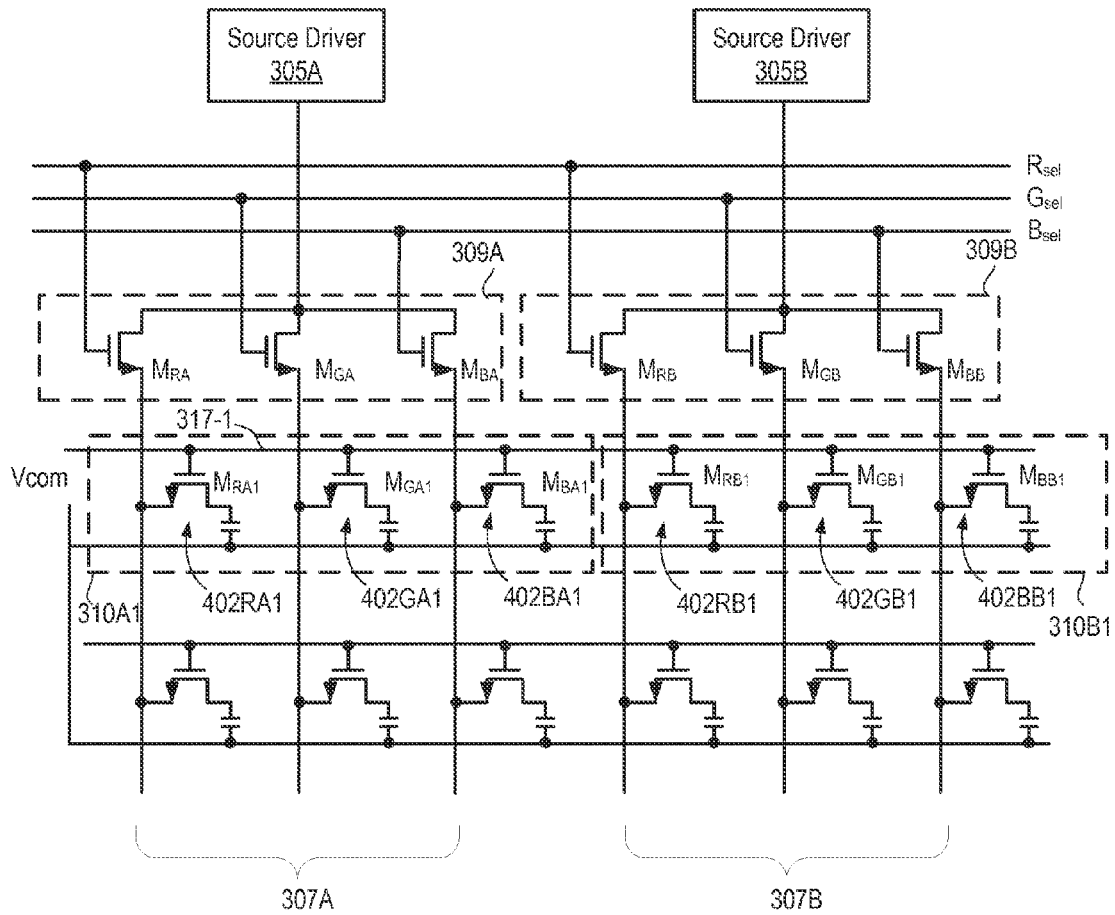 Source Driver
305A
Source Driver
305B
Rsel
Gsel
Bsel
309A
309B
MRA
MGA
MBA
MRB
MGB
MBB
317-1
Vcom
MRA1
MGA1
MBA1
MRB1
MGB1
MBB1
310A1
402RA1
402GA1
402BA1
402RB1
402GB1
402BB1
310B1
307A
307B